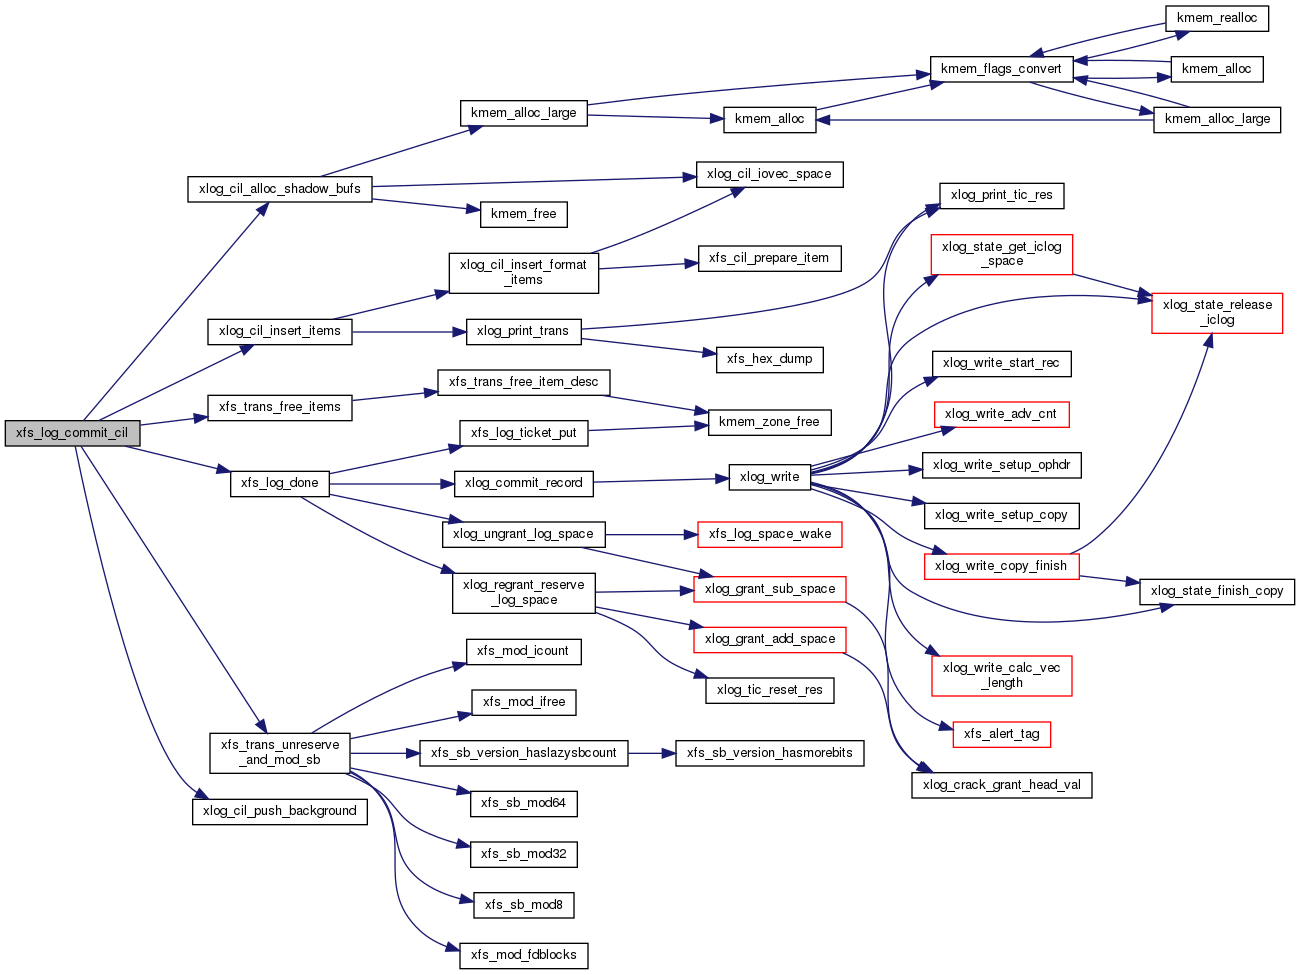 kmem_realloc
kmem_flags_convert
kmem_alloc
kmem_alloc_large
kmem_alloc
kmem_alloc_large
xlog_cil_iovec_space
xlog_cil_alloc_shadow_bufs
xlog_print_tic_res
kmem_free
xlog_state_get_iclog
_space
xlog_cil_insert_format
_items
xfs_cil_prepare_item
xlog_state_release
_iclog
xlog_cil_insert_items
xlog_print_trans
xfs_hex_dump
xlog_write_start_rec
xfs_trans_free_item_desc
xfs_trans_free_items
xlog_write_adv_cnt
kmem_zone_free
xfs_log_commit_cil
xfs_log_ticket_put
xlog_write_setup_ophdr
xfs_log_done
xlog_commit_record
xlog_write
xlog_write_setup_copy
xlog_ungrant_log_space
xfs_log_space_wake
xlog_write_copy_finish
xlog_regrant_reserve
_log_space
xlog_grant_sub_space
xlog_state_finish_copy
xlog_grant_add_space
xfs_mod_icount
xlog_write_calc_vec
_length
xlog_tic_reset_res
xfs_mod_ifree
xfs_alert_tag
xfs_trans_unreserve
_and_mod_sb
xfs_sb_version_haslazysbcount
xfs_sb_version_hasmorebits
xlog_crack_grant_head_val
xfs_sb_mod64
xlog_cil_push_background
xfs_sb_mod32
xfs_sb_mod8
xfs_mod_fdblocks